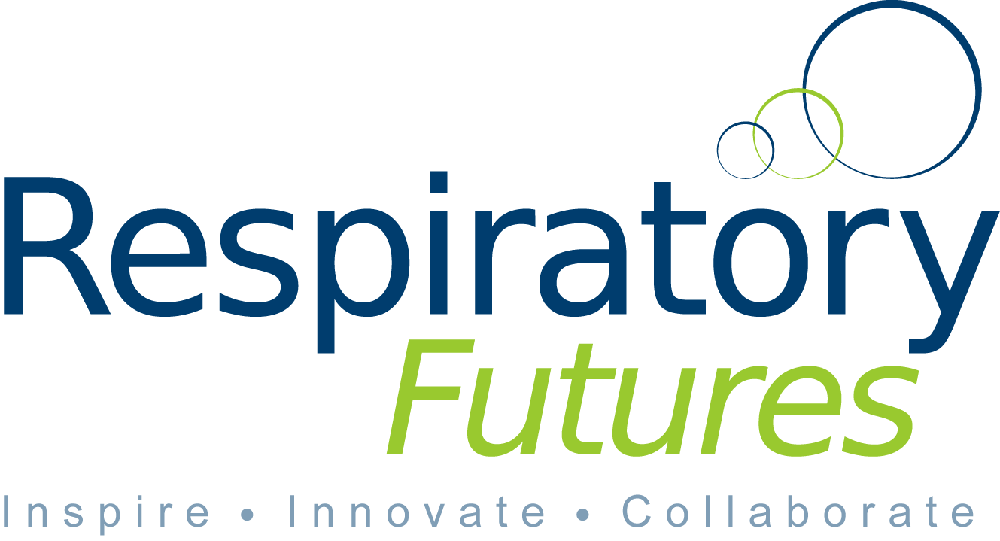 Respiratory
Futures
Inspire • Innovate • Collaborate